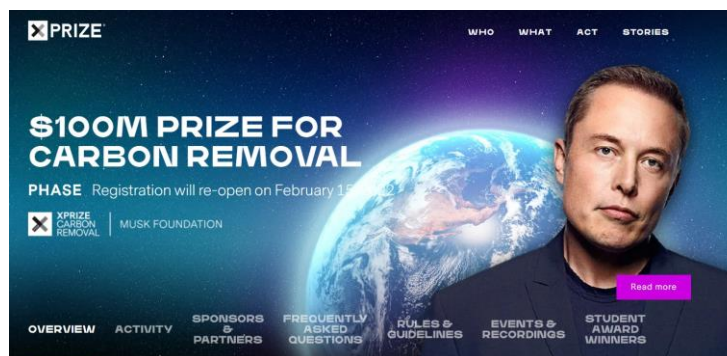 XPRIZE
WHO WHAT ACT STORIES
$100M PRIZE FOR
CARBON REMOVAL
PHASE Registration will re-open on February
XPRIZE
CARBON
REMOVAL
MUSK FOUNDATION
Read more
OVERVIEW
ACTIVITY
SPONSORS
&
PARTNERS
FREQUENTLY
ASKED
QUESTIONS
RULES &
GUIDELINES
EVENTS &
RECORDINGS
STUDENT
AWARD
WINNERS